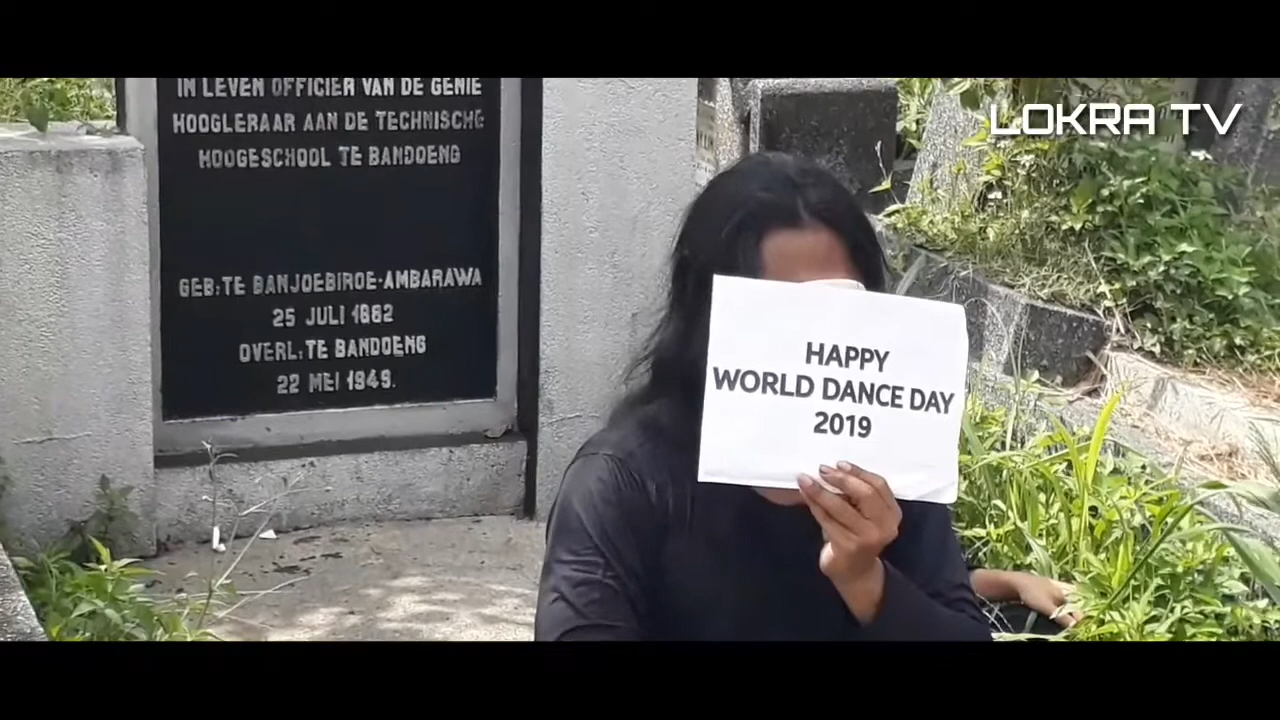 IN LEVEN OFFICIER VAN DE GENIE
HOOGLERAAR AAN DE TECHNISCHE
HOOGESCHOOL TE BANDOENG
GEB: TE BANJOEBIROE-AMBARAWA
25 JULI 1882
OVERL: TE BANDOENG
22 MEI 1949.
LOKRA TV
HAPPY
WORLD DANCE DAY
2019